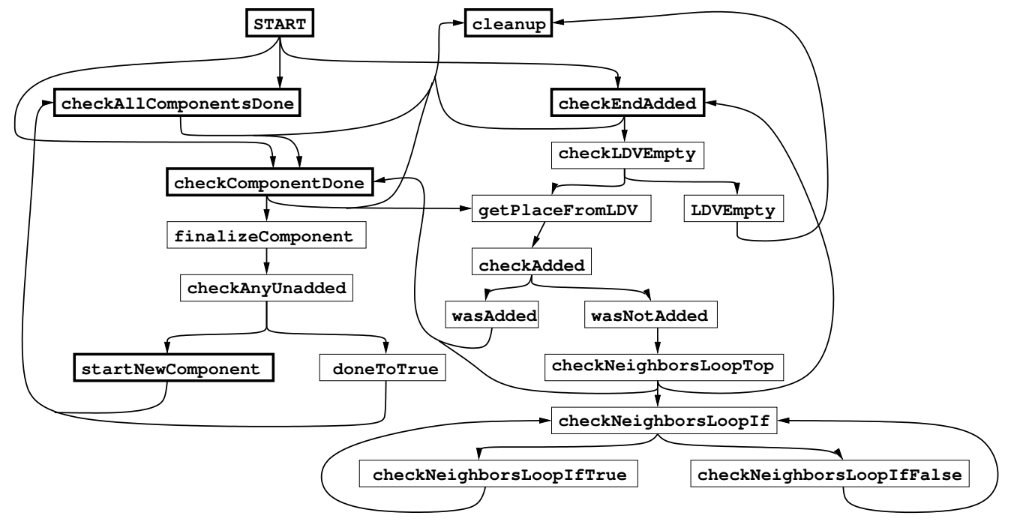 START
cleanup
checkAllComponentsDone
checkEndAdded
checkLDVEmpty
checkComponentDone
getPlaceFromLDV
LDVEmpty
finalizeComponent
checkAdded
checkAnyUnadded
wasAdded
wasNotAdded
startNewComponent
doneToTrue
checkNeighborsLoopTop
checkNeighborsLoopIf
checkNeighborsLoopIfTrue
checkNeighborsLoopIfFalse